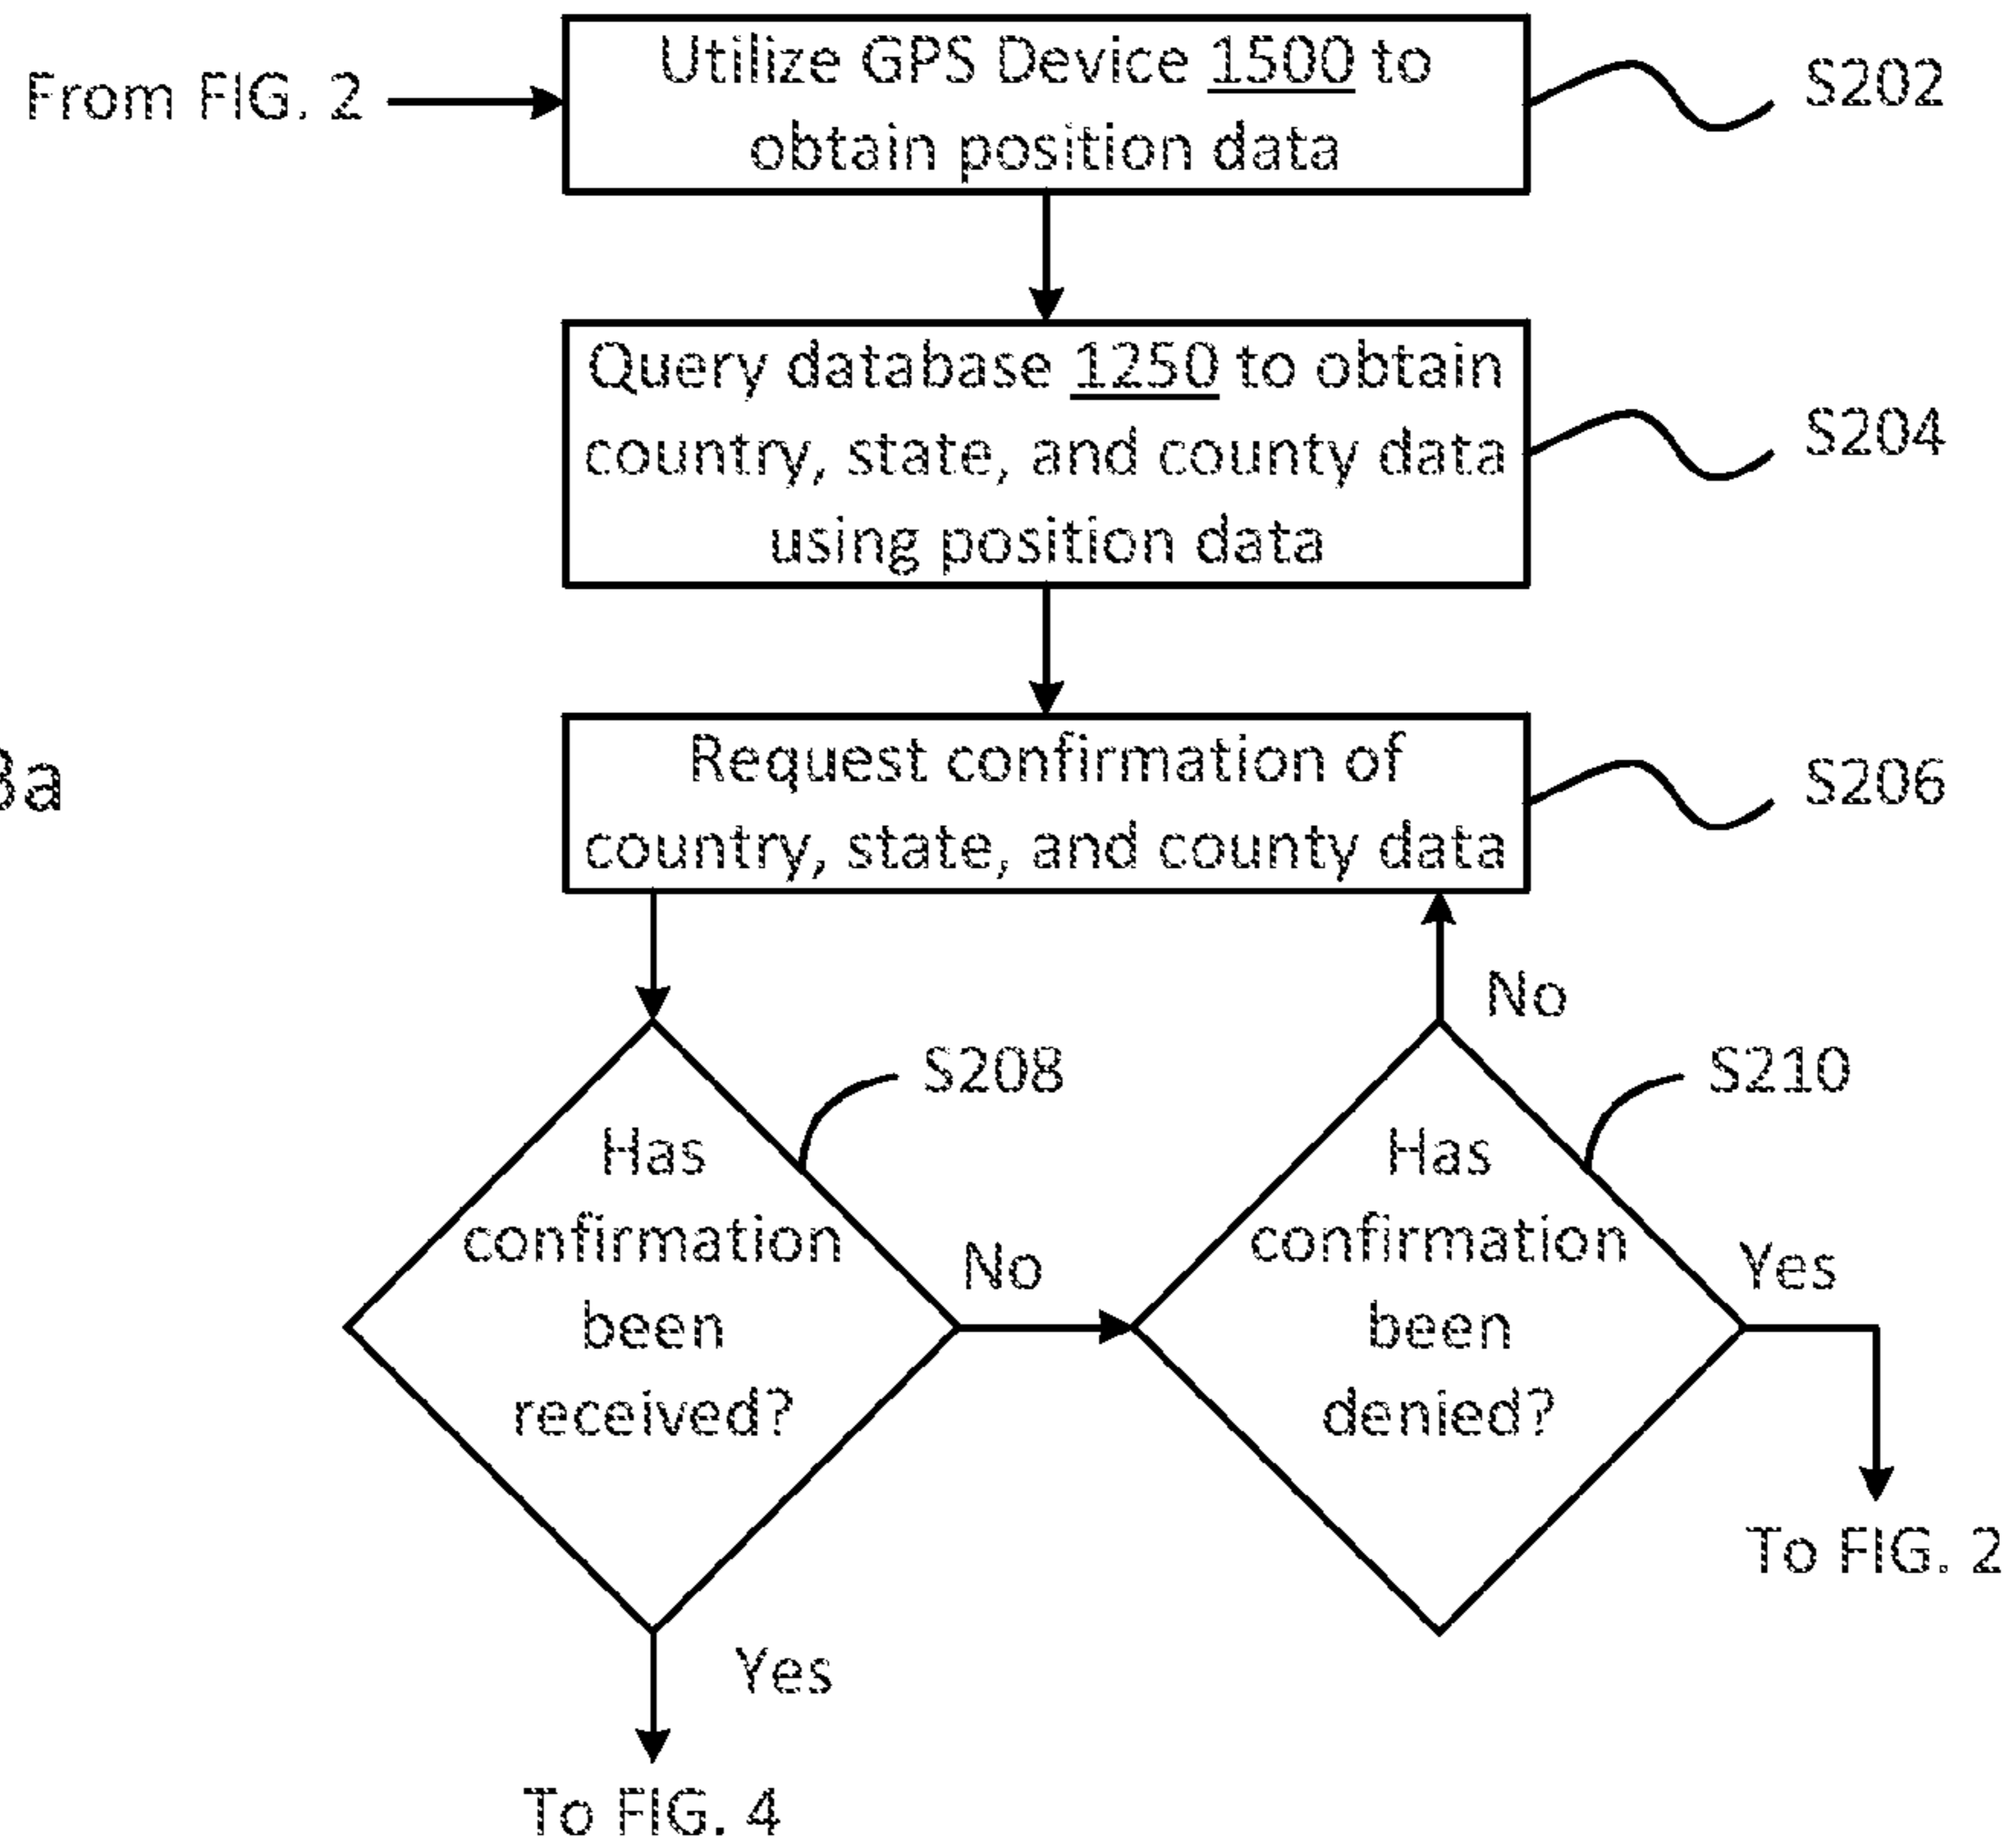 From FIG. 2
Utilize GPS Device 1500 to
obtain position data
S202
Query database 1250 to obtain
country, state, and county data
using position data
S204
3a
Request confirmation of
country, state, and county data
S206
No
S208
S210
Has
confirmation
been
received?
No
Has
confirmation
been
denied?
Yes
To FIG. 2
Yes
To FIG. 4